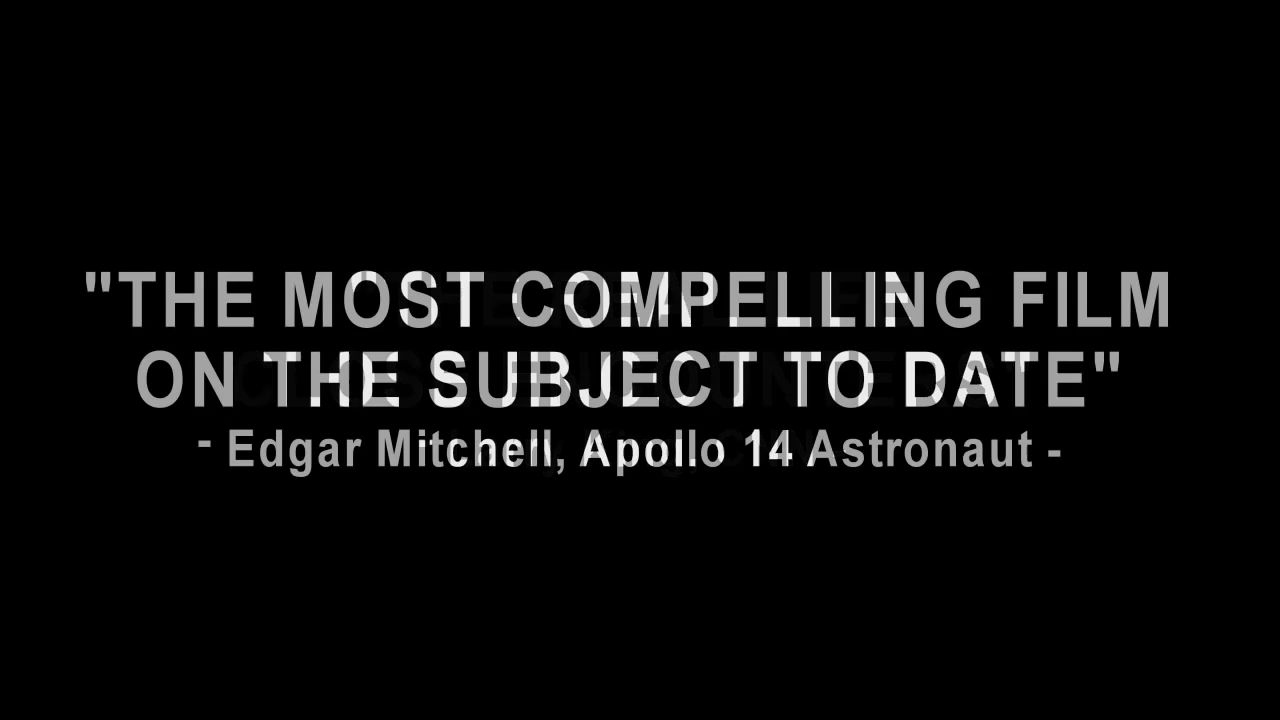 "THE MOST COMPELLING FILM
ON THE SUBJECT TO DATE"
- Edgar Mitchell, Apollo 14 Astronaut -